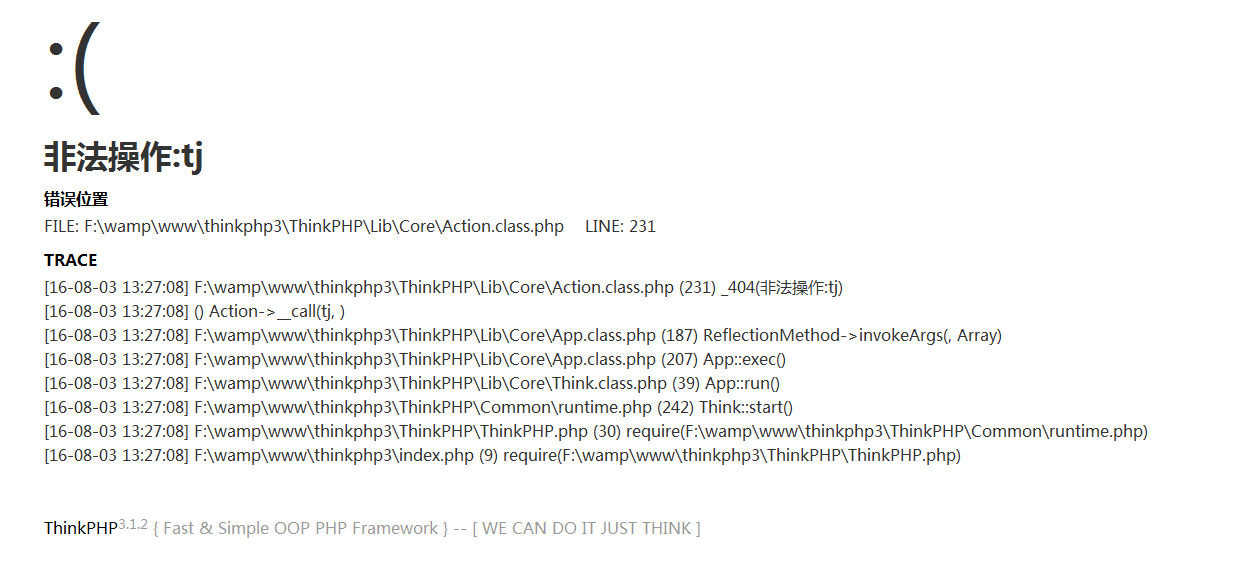 :(
非法操作:tj
错误位置
FILE: F:\wamp\www\thinkphp3\ThinkPHP\Lib\Core\Action.class.php LINE: 231
TRACE
[16-08-03 13:27:08] F:\wamp\www\thinkphp3\ThinkPHP\Lib\Core\Action.class.php (231) _404(非法操作:tj)
[16-08-03 13:27:08] () Action->__call(tj, )
[16-08-03 13:27:08] F:\wamp\www\thinkphp3\ThinkPHP\Lib\Core\App.class.php (187) ReflectionMethod->invokeArgs(, Array)
[16-08-03 13:27:08] F:\wamp\www\thinkphp3\ThinkPHP\Lib\Core\App.class.php (207) App::exec()
[16-08-03 13:27:08] F:\wamp\www\thinkphp3\ThinkPHP\Lib\Core\Think.class.php (39) App::run()
[16-08-03 13:27:08] F:\wamp\www\thinkphp3\ThinkPHP\Common\runtime.php (242) Think::start()
[16-08-03 13:27:08] F:\wamp\www\thinkphp3\ThinkPHP\ThinkPHP.php (30) require(F:\wamp\www\thinkphp3\ThinkPHP\Common\runtime.php)
[16-08-03 13:27:08] F:\wamp\www\thinkphp3\index.php (9) require(F:\wamp\www\thinkphp3\ThinkPHP\ThinkPHP.php)
ThinkPHP3.1.2 { Fast & Simple OOP PHP Framework } -- [ WE CAN DO IT JUST THINK ]